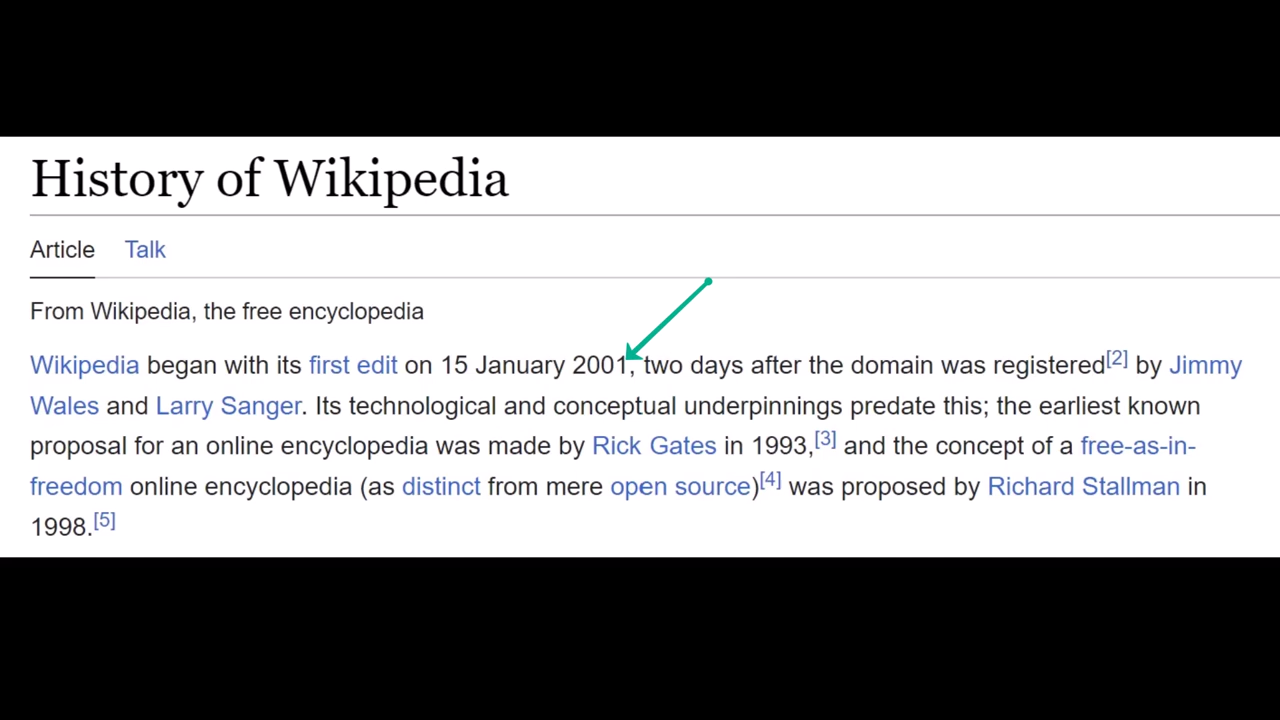 History of Wikipedia
Article Talk
From Wikipedia, the free encyclopedia
Wikipedia began with its first edit on 15 January 2001, two days after the domain was registered[2] by Jimmy
Wales and Larry Sanger. Its technological and conceptual underpinnings predate this; the earliest known
proposal for an online encyclopedia was made by Rick Gates in 1993,[3] and the concept of a free-as-in-
freedom online encyclopedia (as distinct from mere open source)[4] was proposed by Richard Stallman in
1998.[5]